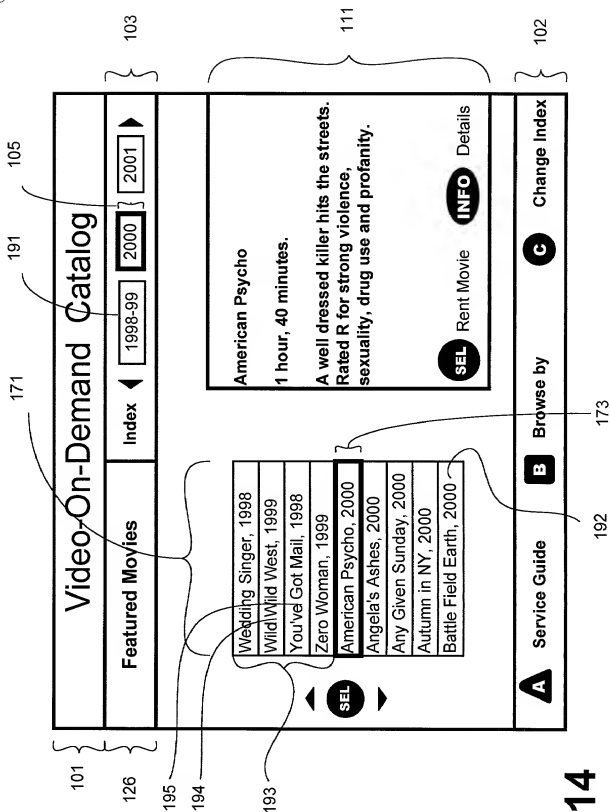 Video-On-Demand Catalog
Featured Movies
Index 1998-99 2000 2001
Wedding Singer, 1998
Wild Wild West, 1999
You've Got Mail, 1998
Zero Woman, 1999
American Psycho, 2000
Angela's Ashes, 2000
Any Given Sunday, 2000
Autumn in NY, 2000
Battle Field Earth, 2000
SEL
American Psycho
1 hour, 40 minutes.
A well dressed killer hits the streets.
Rated R for strong violence,
sexuality, drug use and profanity.
SEL Rent Movie INFO Details
A Service Guide B Browse by C Change Index
101
126
195
194
193
171
191
105
103
111
102
173
192
14